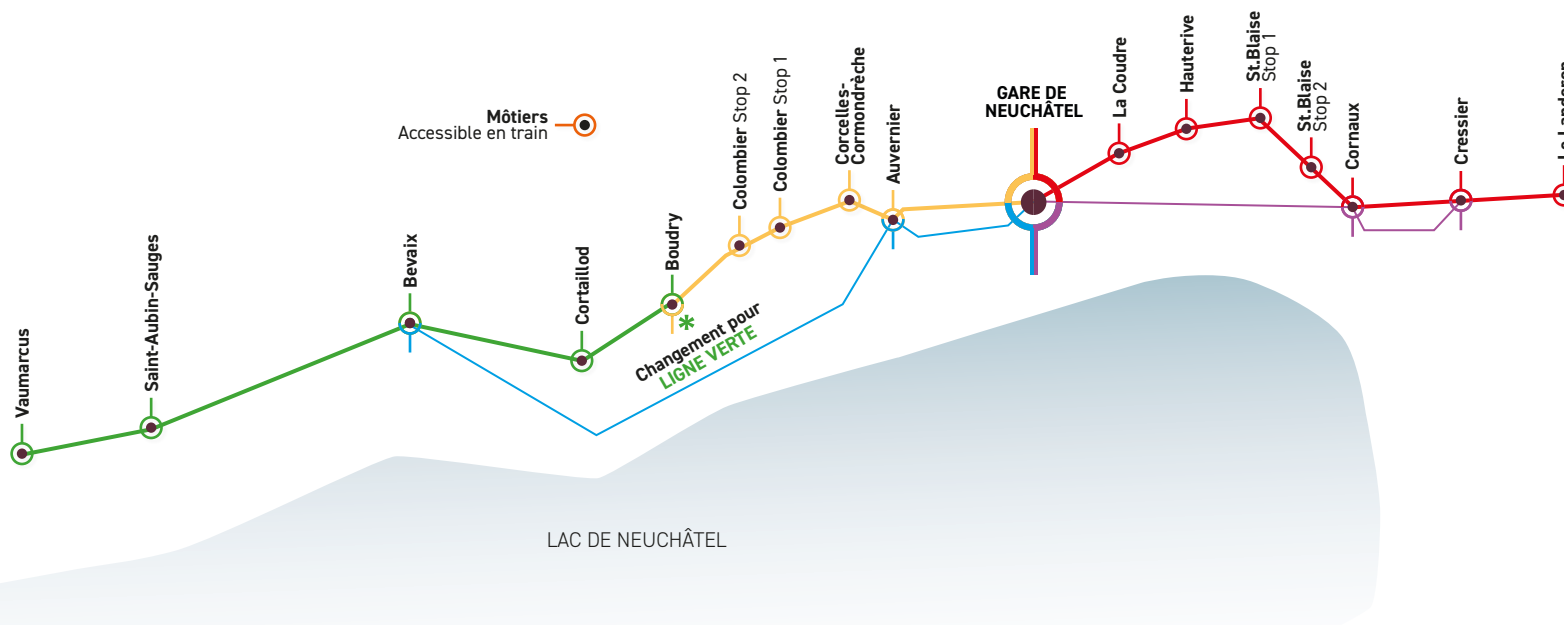 Vaumarcus
Saint-Aubin-Sauges
Bevaix
Môtiers
Accessible en train
Cortaillod
Boudry
Changement pour
LIGNE VERTE
*
Colombier Stop 2
Colombier Stop 1
Corcelles-
Cormondrèche
Auvernier
GARE DE
NEUCHÂTEL
La Coudre
Hauterive
St.Blaise
Stop 1
St.Blaise
Stop 2
Cornaux
Cressier
LAC DE NEUCHÂTEL